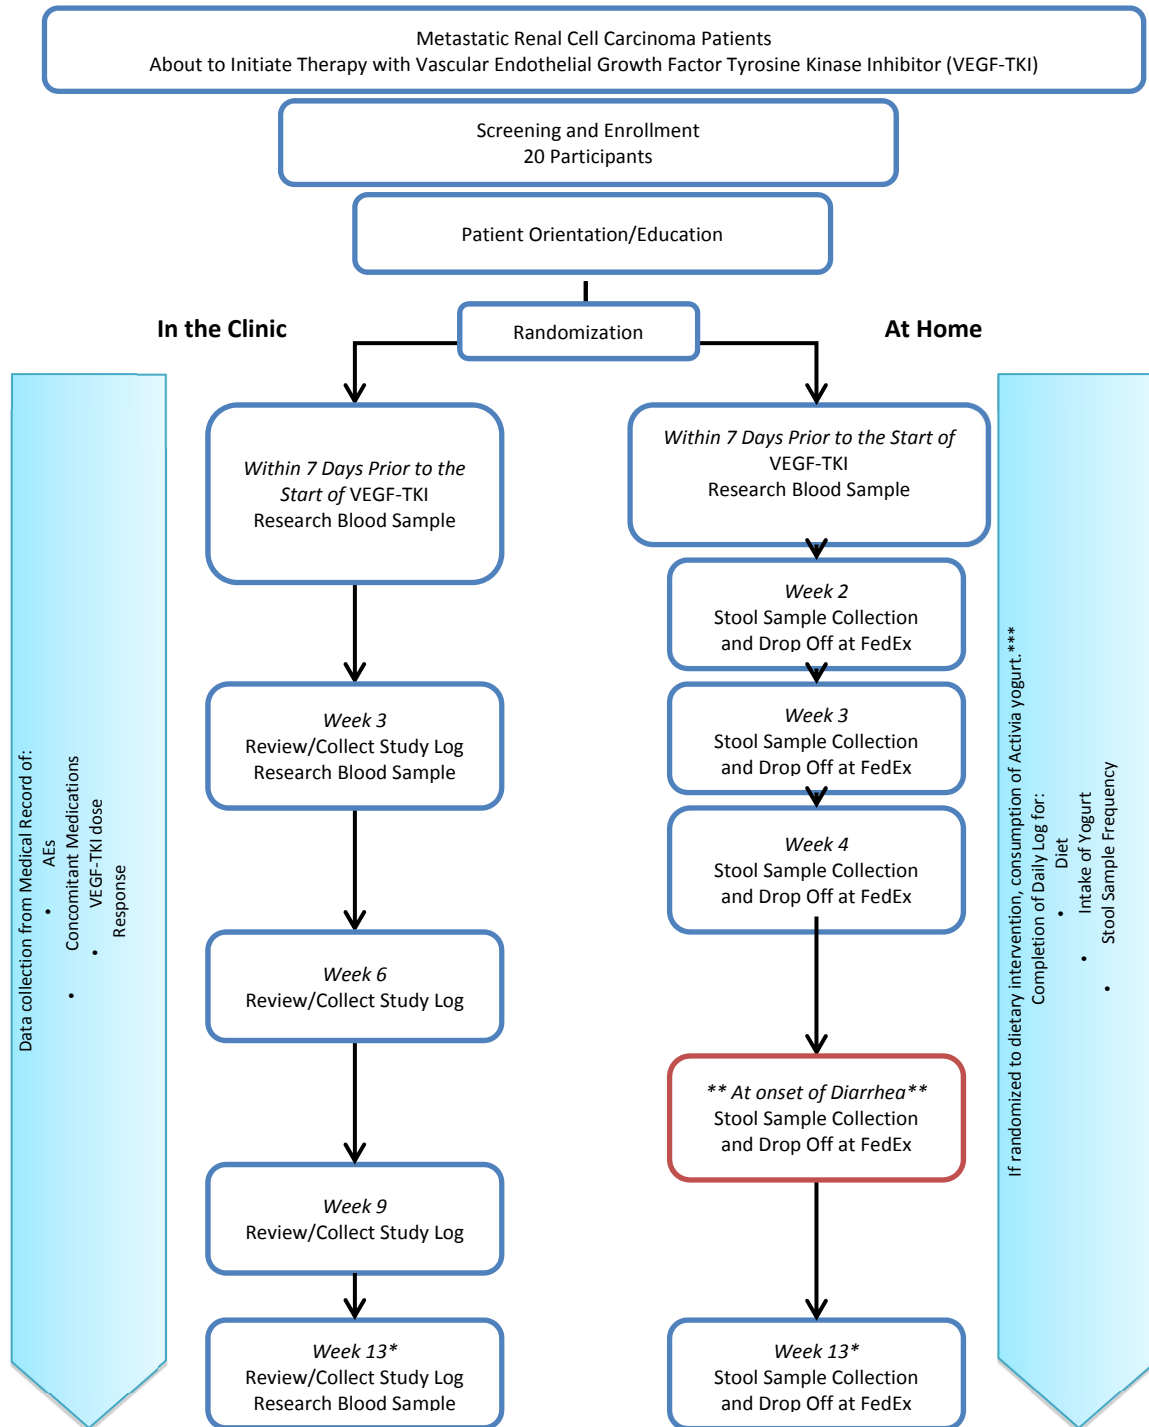 Metastatic Renal Cell Carcinoma Patients
About to Initiate Therapy with Vascular Endothelial Growth Factor Tyrosine Kinase Inhibitor (VEGF-TKI)
Screening and Enrollment
20 Participants
Patient Orientation/Education
Randomization
In the Clinic
At Home
Data collection from Medical Record of:
• AEs
• Concomitant Medications
• VEGF-TKI dose
Response
Within 7 Days Prior to the
Start of VEGF-TKI
Research Blood Sample
Week 3
Review/Collect Study Log
Research Blood Sample
Week 6
Review/Collect Study Log
Week 9
Review/Collect Study Log
Week 13*
Review/Collect Study Log
Research Blood Sample
Within 7 Days Prior to the Start of
VEGF-TKI
Research Blood Sample
Week 2
Stool Sample Collection
and Drop Off at FedEx
Week 3
Stool Sample Collection
and Drop Off at FedEx
Week 4
Stool Sample Collection
and Drop Off at FedEx
** At onset of Diarrhea**
Stool Sample Collection
and Drop Off at FedEx
Week 13*
Stool Sample Collection
and Drop Off at FedEx
If randomized to dietary intervention, consumption of Activia yogurt.***
Completion of Daily Log for:
• Diet
• Intake of Yogurt
• Stool Sample Frequency